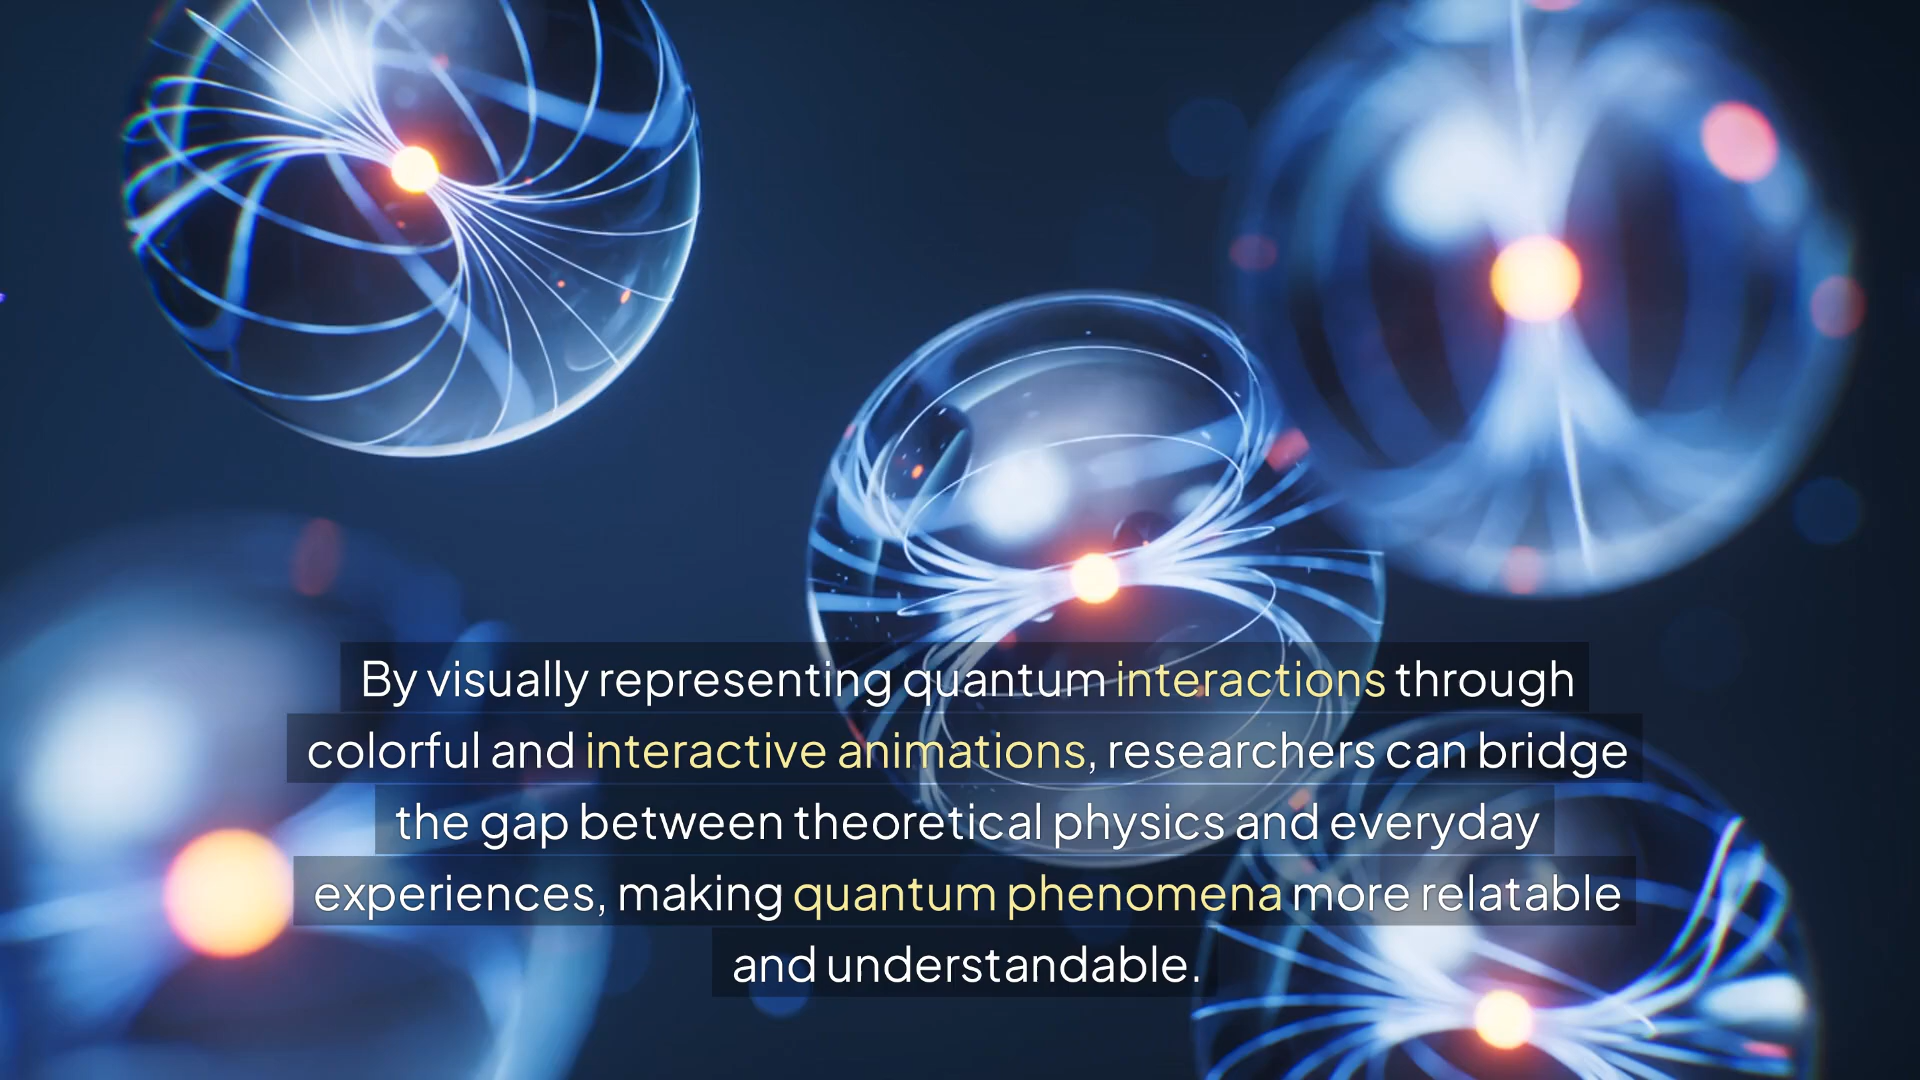 By visually representing quantum interactions through
colorful and interactive animations, researchers can bridge
the gap between theoretical physics and everyday
experiences, making quantum phenomena more relatable
and understandable.